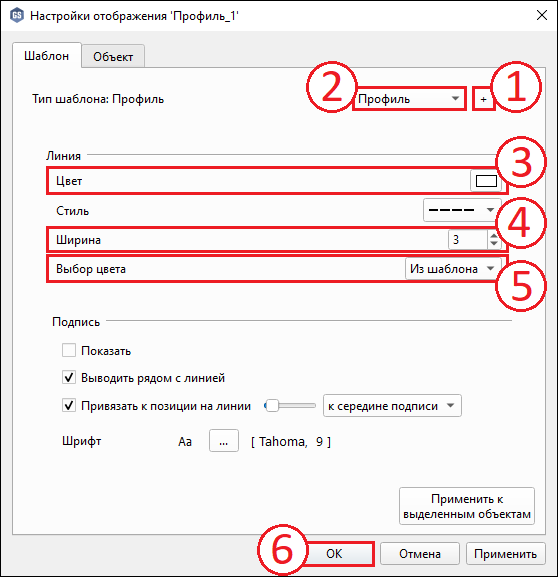 GS Настройки отображения 'Профиль_1'
Шаблон Объект
1
2
Тип шаблона: Профиль Профиль +
Линия
3
Цвет
Стиль
4
Ширина 3
Выбор цвета Из шаблона
5
Подпись
Показать
Выводить рядом с линией
Привязать к позиции на линии к середине подписи
Шрифт Aa ... [ Tahoma, 9 ]
Применить к
выделенным объектам
6
OK Отмена Применить